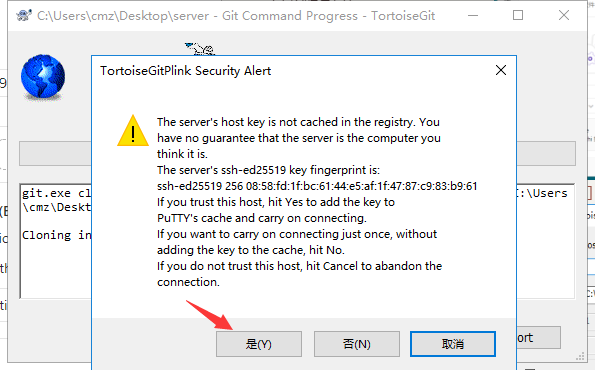 C:\Users\cmz\Desktop\server - Git Command Progress - TortoiseGit
TortoiseGitPlink Security Alert
The server's host key is not cached in the registry. You
have no guarantee that the server is the computer you
think it is.
The server's ssh-ed25519 key fingerprint is:
ssh-ed25519 256 08:58:fd:1f:bc:61:44:e5:af:1f:47:87:c9:83:b9:61
If you trust this host, hit Yes to add the key to
PuTTY's cache and carry on connecting.
If you want to carry on connecting just once, without
adding the key to the cache, hit No.
If you do not trust this host, hit Cancel to abandon the
connection.
git.exe cl
C:\Users
\cmz\Deskt
Cloning in
是(Y)
否(N)
取消
ort